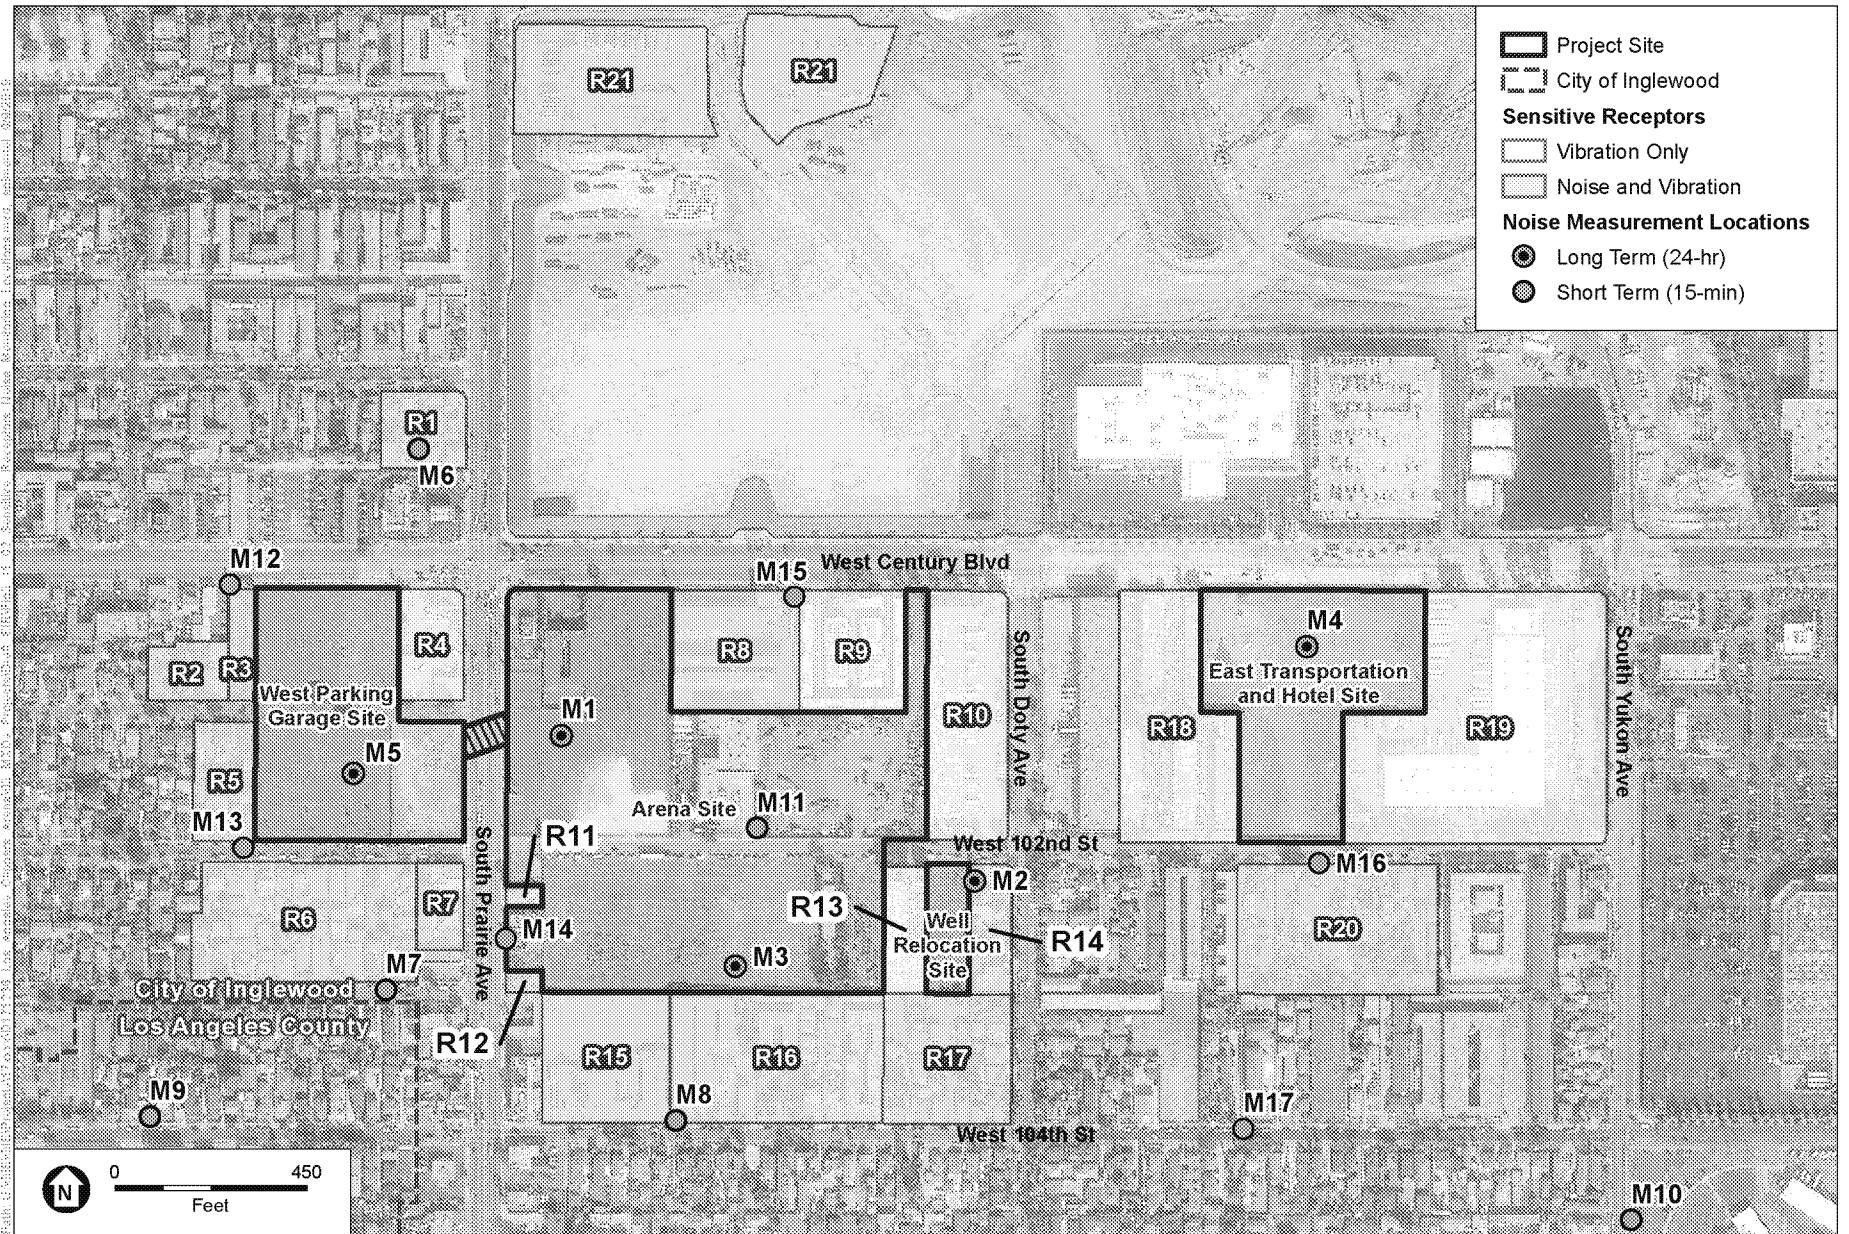 Project Site
City of Inglewood
Sensitive Receptors
Vibration Only
Noise and Vibration
Noise Measurement Locations
Long Term (24-hr)
Short Term (15-min)
R21
R21
R1
M6
M12
West Century Blvd
M15
R2
R3
R4
West Parking
Garage Site
M5
R5
M13
M1
R8
R9
R10
Arena Site
M11
South Doty Ave
R18
M4
East Transportation
and Hotel Site
R19
South Yukon Ave
South Prairie Ave
R11
West 102nd St
M2
M16
R6
R7
M14
R13
Well
Relocation
Site
R14
R20
M3
M7
City of Inglewood
Los Angeles County
R12
R15
R16
R17
M9
M8
M17
West 104th St
M10
N
0
450
Feet